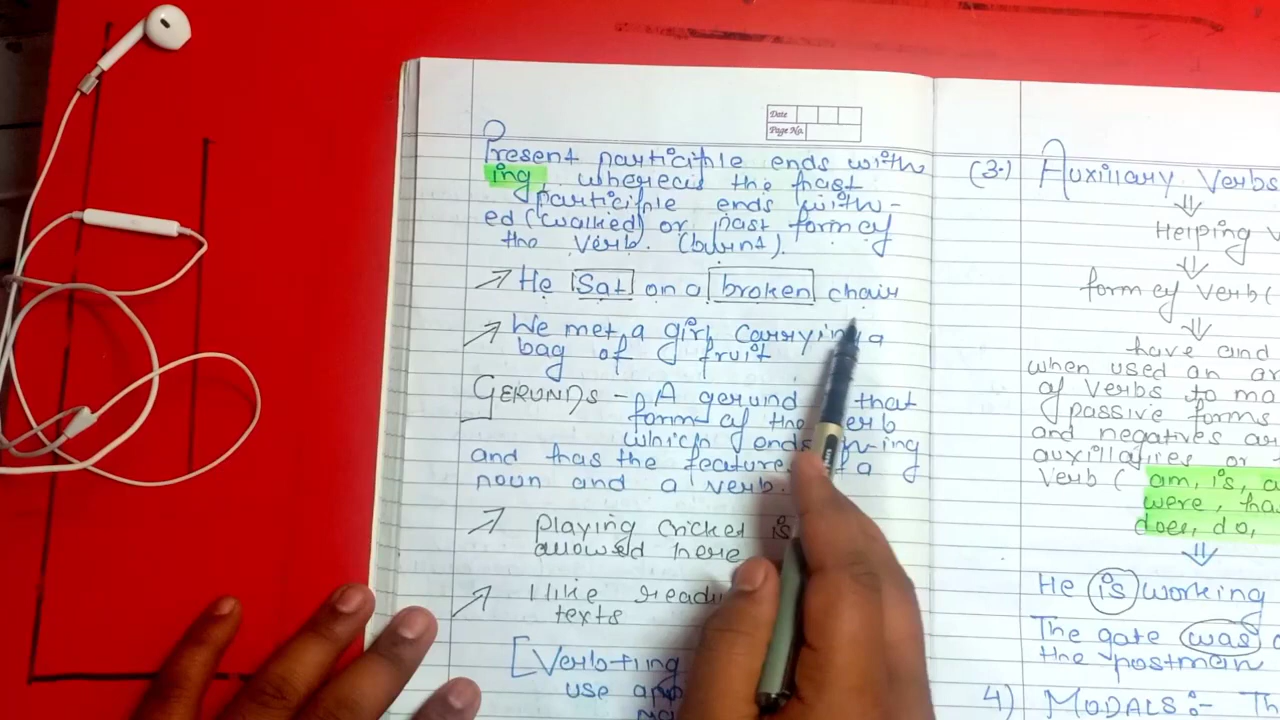 Date
Page No.
Present participle ends with
ing, whereas the past
participle ends with-
ed (walked) or past form of
the verb. (burnt).
He Sat on a broken chair
We met a girl carrying a
bag of fruit
GERUNDS - A gerund that
form of the verb
which ends in-ing
and has the feature of a
noun and a verb.
Playing cricket is
allowed here
I like
texts
[Verb+ing
use
(3.) Auxillary Verbs
Helping
form of verb (
have and
when used an
of verbs to
passive forms
and negatives
auxillaries or
verb ( am, is,
were,
does, do,
He is working
The gate was
the postman
4) MODALS :-